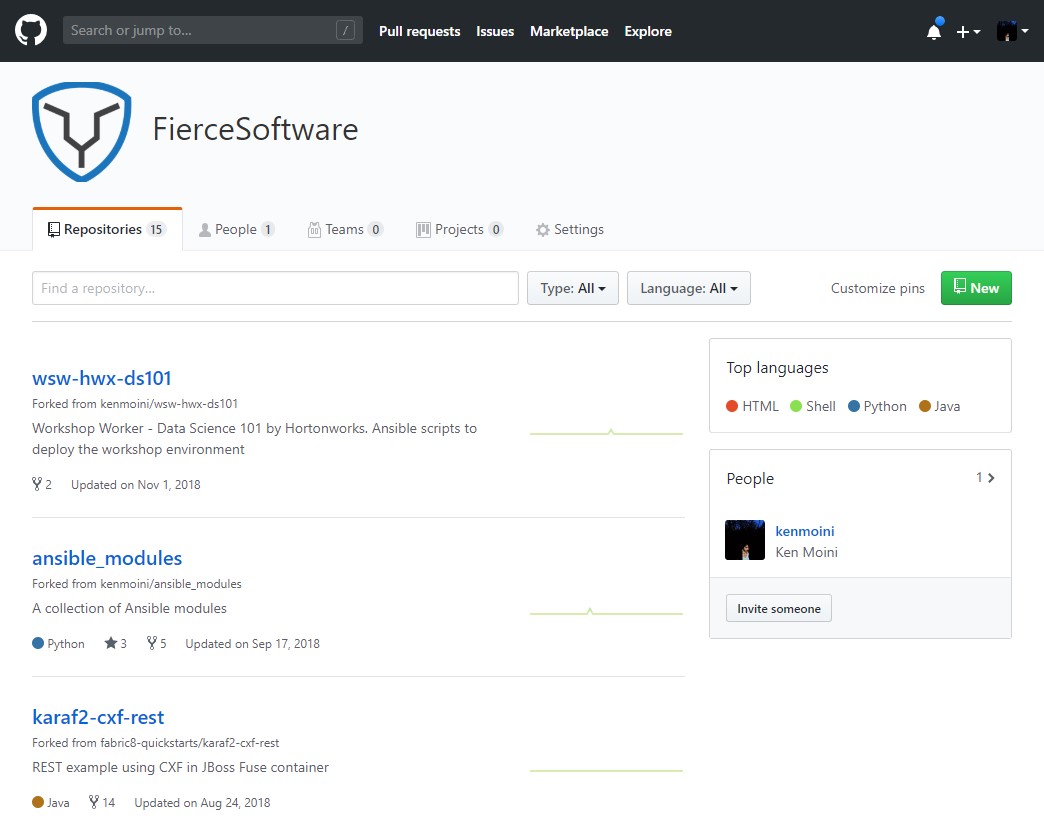 Search or jump to... /
Pull requests Issues Marketplace Explore
FierceSoftware
Repositories 15 People 1 Teams 0 Projects 0 Settings
Find a repository...
Type: All Language: All Customize pins New
wsw-hwx-ds101
Forked from kenmoini/wsw-hwx-ds101
Workshop Worker - Data Science 101 by Hortonworks. Ansible scripts to
deploy the workshop environment
2 Updated on Nov 1, 2018
ansible_modules
Forked from kenmoini/ansible_modules
A collection of Ansible modules
Python 3 5 Updated on Sep 17, 2018
karaf2-cxf-rest
Forked from fabric8-quickstarts/karaf2-cxf-rest
REST example using CXF in JBoss Fuse container
Java 14 Updated on Aug 24, 2018
Top languages
HTML Shell Python Java
People 1
kenmoini
Ken Moini
Invite someone